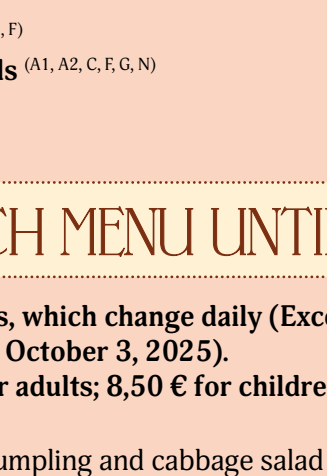 , F)
ls (A1, A2, C, F, G, N)
CH MENU UNTI
s, which change daily (Exc
October 3, 2025).
r adults; 8,50 € for childre
umpling and cabbage salad